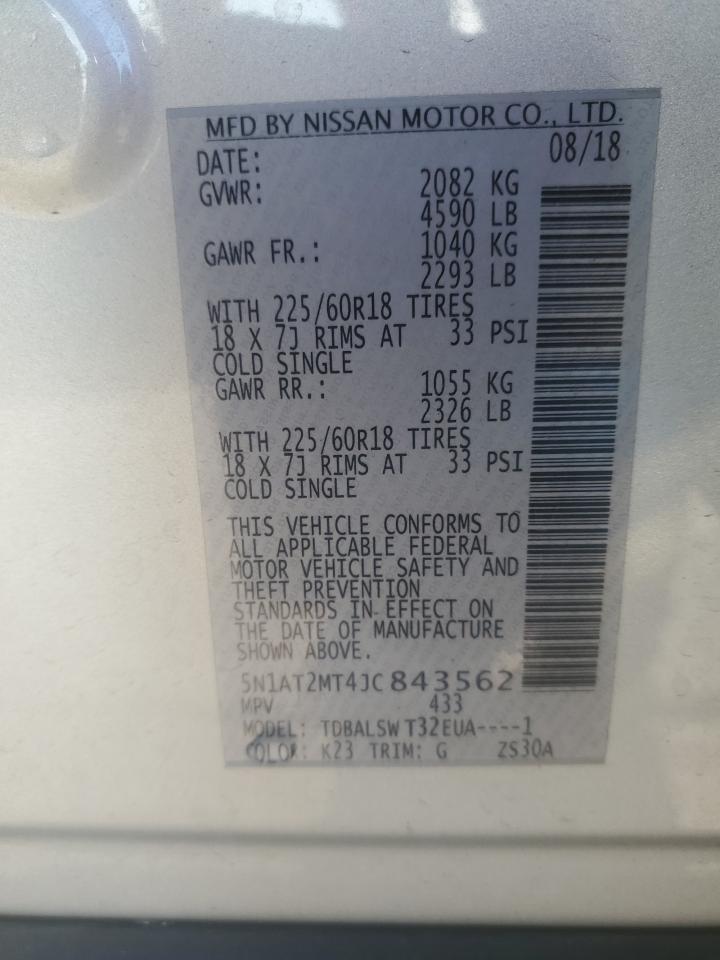 MFD BY NISSAN MOTOR CO., LTD.
DATE: 08/18
GVWR: 2082 KG
4590 LB
GAWR FR.: 1040 KG
2293 LB
WITH 225/60R18 TIRES
18 X 7J RIMS AT 33 PSI
COLD SINGLE
GAWR RR.: 1055 KG
2326 LB
WITH 225/60R18 TIRES
18 X 7J RIMS AT 33 PSI
COLD SINGLE
THIS VEHICLE CONFORMS TO
ALL APPLICABLE FEDERAL
MOTOR VEHICLE SAFETY AND
THEFT PREVENTION
STANDARDS IN EFFECT ON
THE DATE OF MANUFACTURE
SHOWN ABOVE.
5N1AT2MT4JC843562
MPV 433
MODEL: TDBALSW T32EUA----1
COLOR: K23 TRIM: G ZS30A